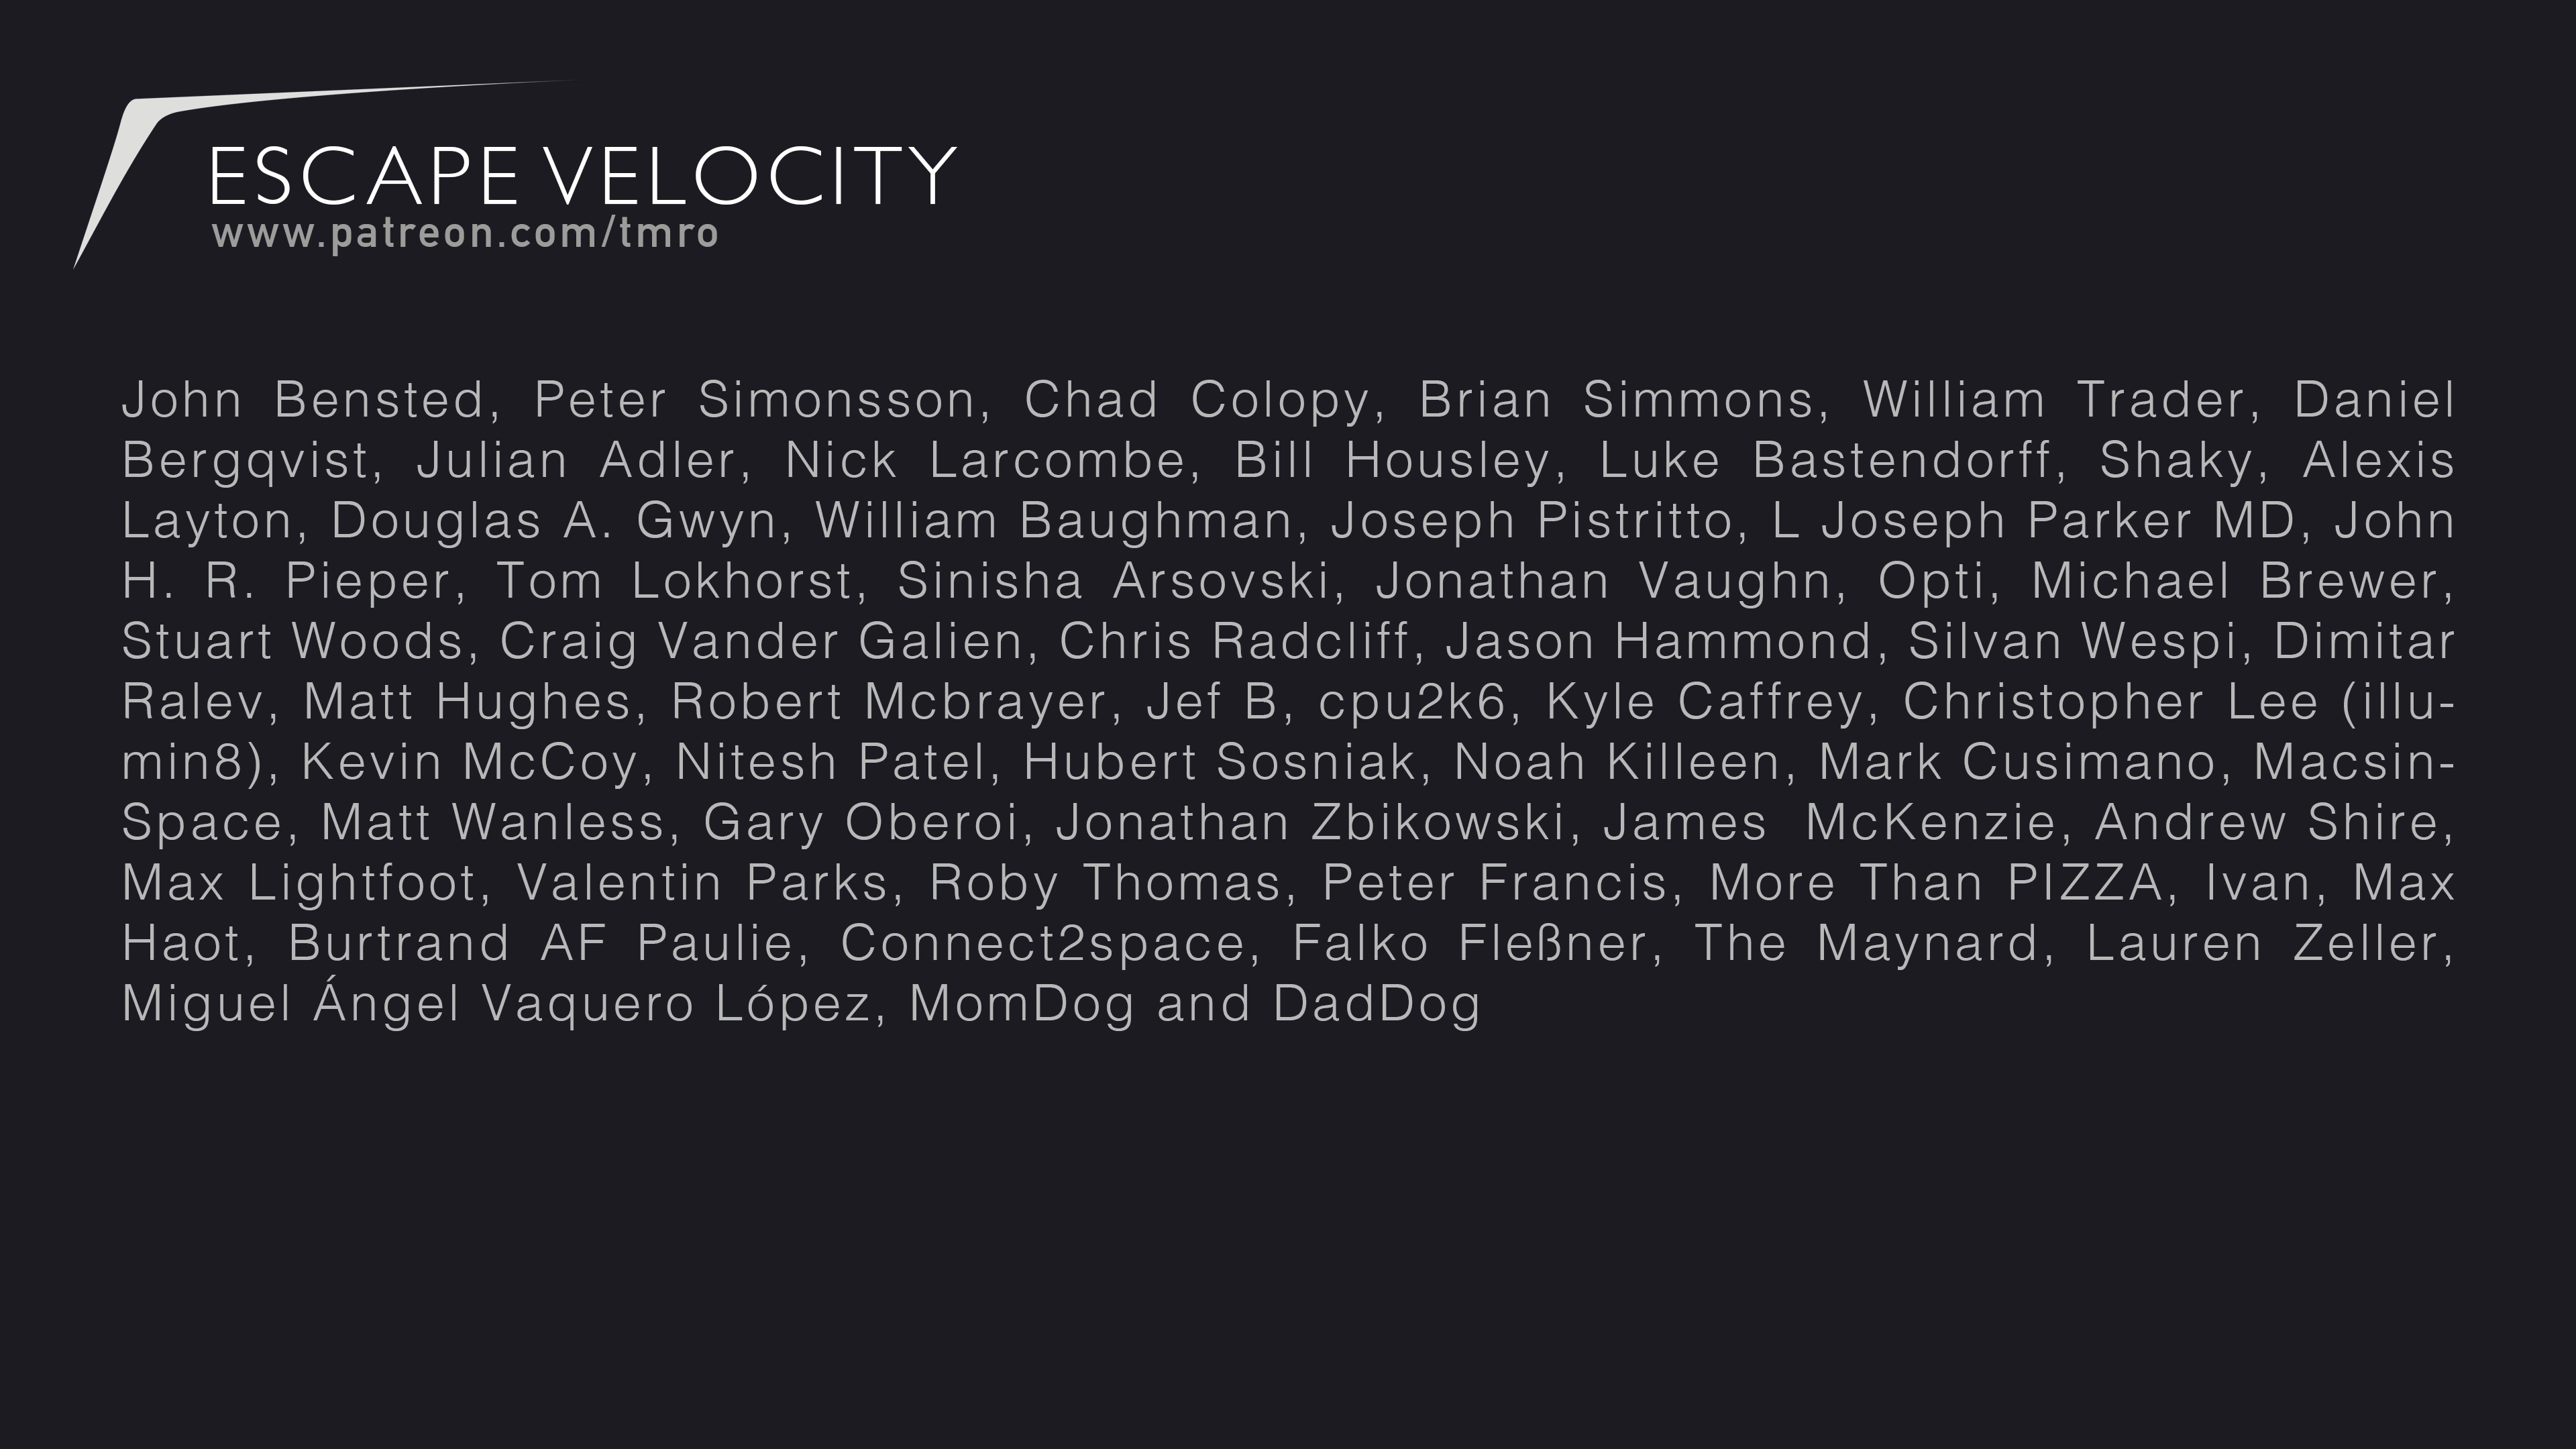 ESCAPE VELOCITY
www.patreon.com/tmro
John Bensted, Peter Simonsson, Chad Colopy, Brian Simmons, William Trader, Daniel
Bergqvist, Julian Adler, Nick Larcombe, Bill Housley, Luke Bastendorff, Shaky, Alexis
Layton, Douglas A. Gwyn, William Baughman, Joseph Pistritto, L Joseph Parker MD, John
H. R. Pieper, Tom Lokhorst, Sinisha Arsovski, Jonathan Vaughn, Opti, Michael Brewer,
Stuart Woods, Craig Vander Galien, Chris Radcliff, Jason Hammond, Silvan Wespi, Dimitar
Ralev, Matt Hughes, Robert Mcbrayer, Jef B, cpu2k6, Kyle Caffrey, Christopher Lee (illu-
min8), Kevin McCoy, Nitesh Patel, Hubert Sosniak, Noah Killeen, Mark Cusimano, Macsin-
Space, Matt Wanless, Gary Oberoi, Jonathan Zbikowski, James  McKenzie, Andrew Shire,
Max Lightfoot, Valentin Parks, Roby Thomas, Peter Francis, More Than PIZZA, Ivan, Max
Haot, Burtrand AF Paulie, Connect2space, Falko Fleßner, The Maynard, Lauren Zeller,
Miguel Ángel Vaquero López, MomDog and DadDog